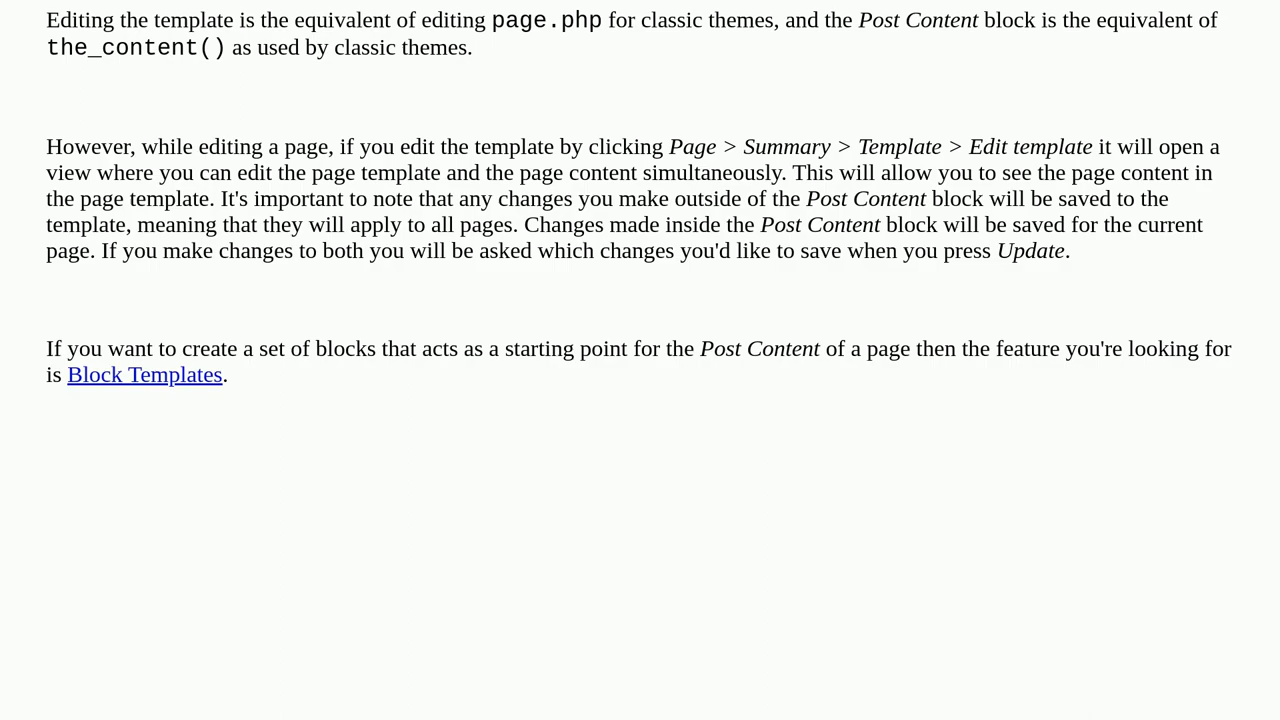 Editing the template is the equivalent of editing page.php for classic themes, and the Post Content block is the equivalent of
the_content() as used by classic themes.
However, while editing a page, if you edit the template by clicking Page > Summary > Template > Edit template it will open a
view where you can edit the page template and the page content simultaneously. This will allow you to see the page content in
the page template. It's important to note that any changes you make outside of the Post Content block will be saved to the
template, meaning that they will apply to all pages. Changes made inside the Post Content block will be saved for the current
page. If you make changes to both you will be asked which changes you'd like to save when you press Update.
If you want to create a set of blocks that acts as a starting point for the Post Content of a page then the feature you're looking for
is Block Templates.